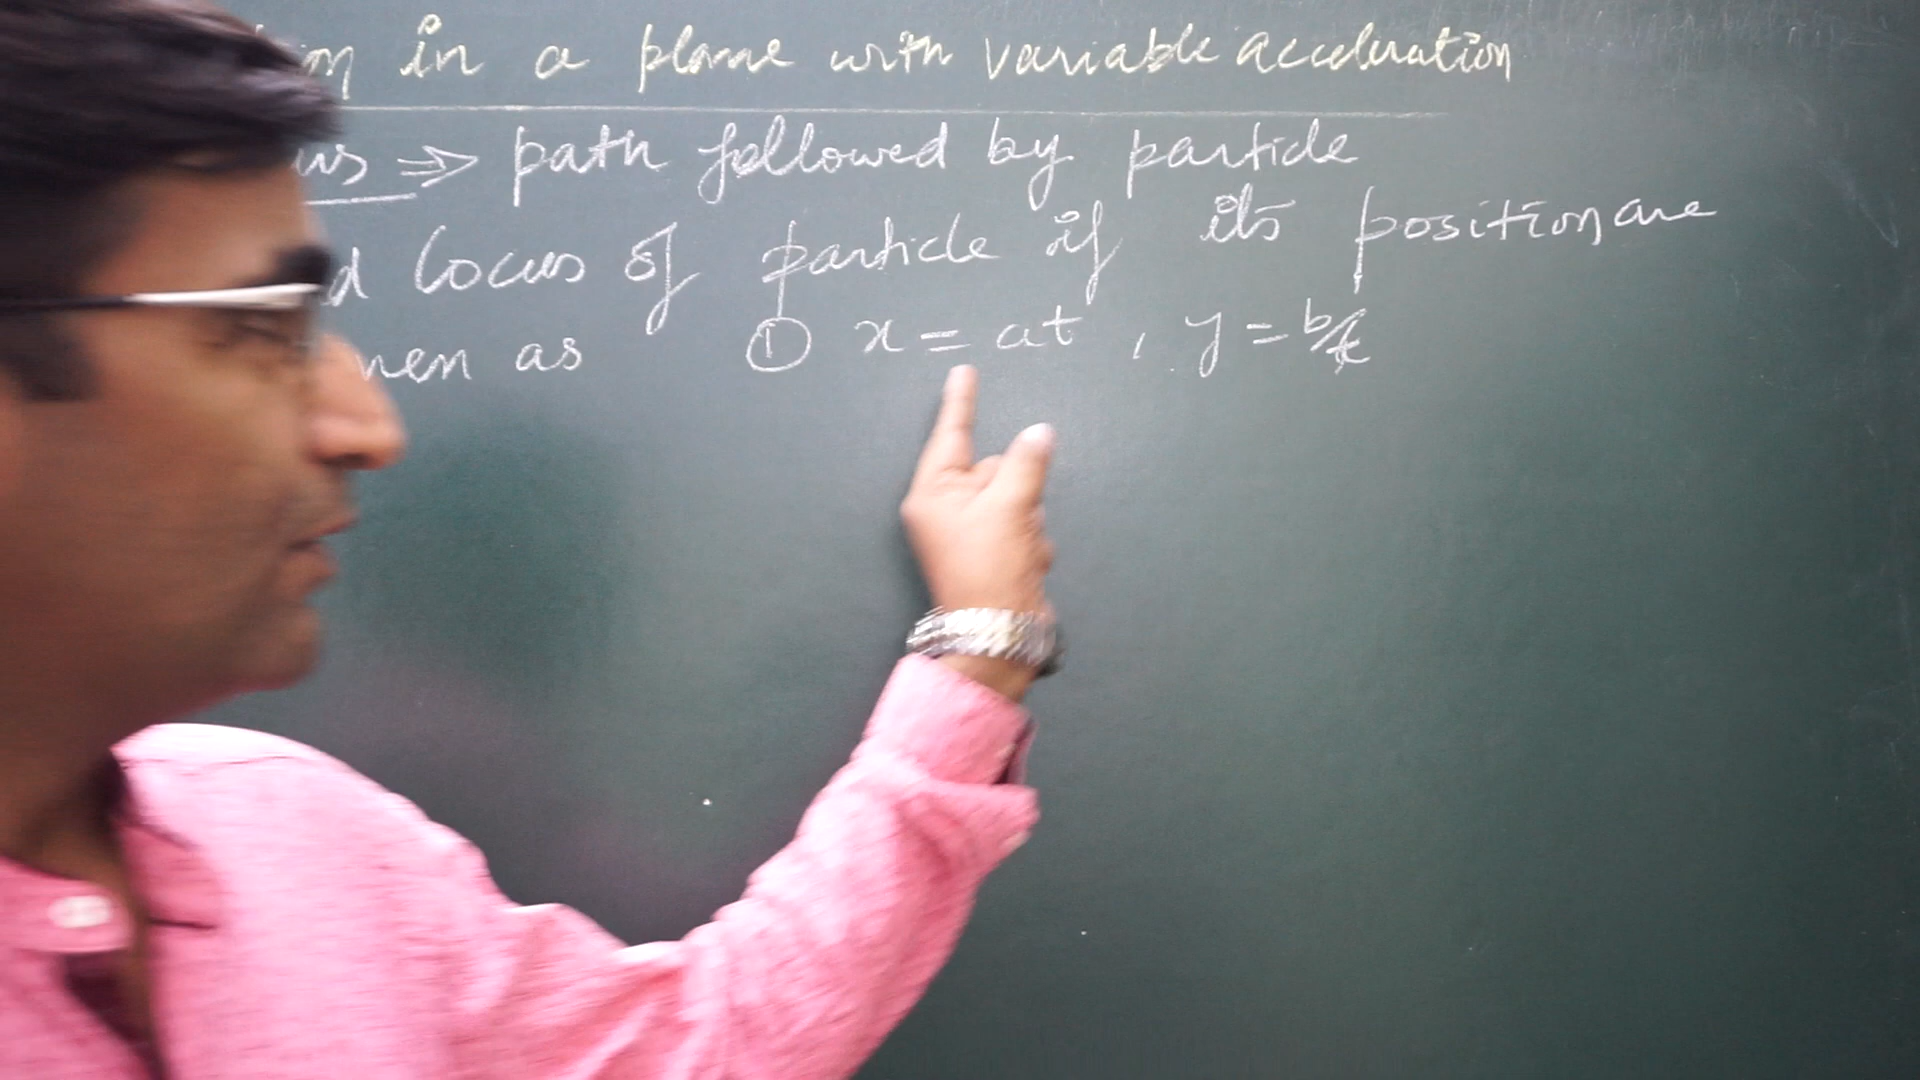 in a plane with variable acceleration
⇒ path followed by particle
locus of particle if its position are
as ① x = at , y = b/t